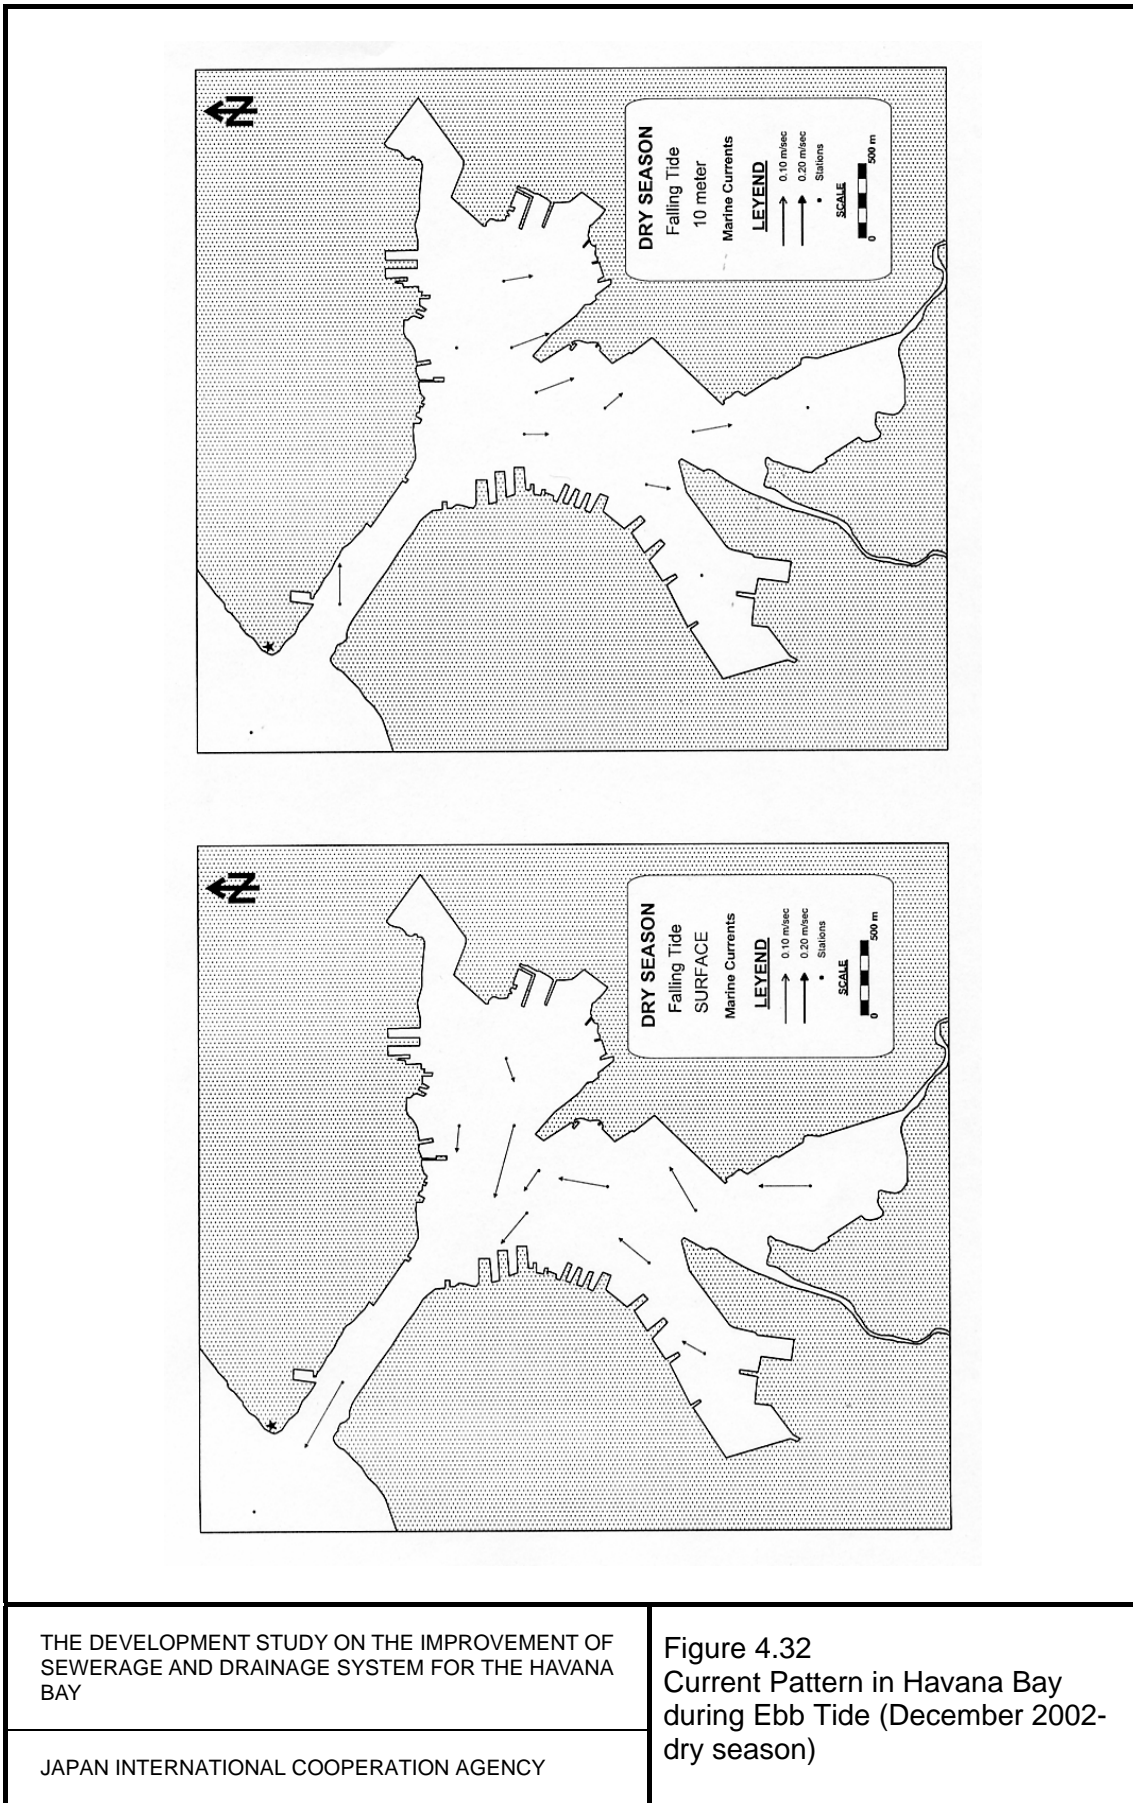 N
DRY SEASON
Falling Tide
10 meter
Marine Currents
LEYEND
0.10 m/sec
0.20 m/sec
Stations
SCALE
0 500 m
N
DRY SEASON
Falling Tide
SURFACE
Marine Currents
LEYEND
0.10 m/sec
0.20 m/sec
Stations
SCALE
0 500 m
THE DEVELOPMENT STUDY ON THE IMPROVEMENT OF
SEWERAGE AND DRAINAGE SYSTEM FOR THE HAVANA
BAY
JAPAN INTERNATIONAL COOPERATION AGENCY
Figure 4.32
Current Pattern in Havana Bay
during Ebb Tide (December 2002-
dry season)